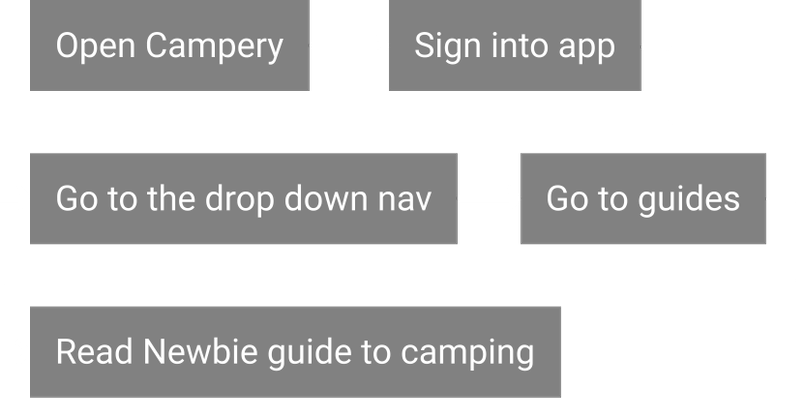 Open Campery
Sign into app
Go to the drop down nav
Go to guides
Read Newbie guide to camping